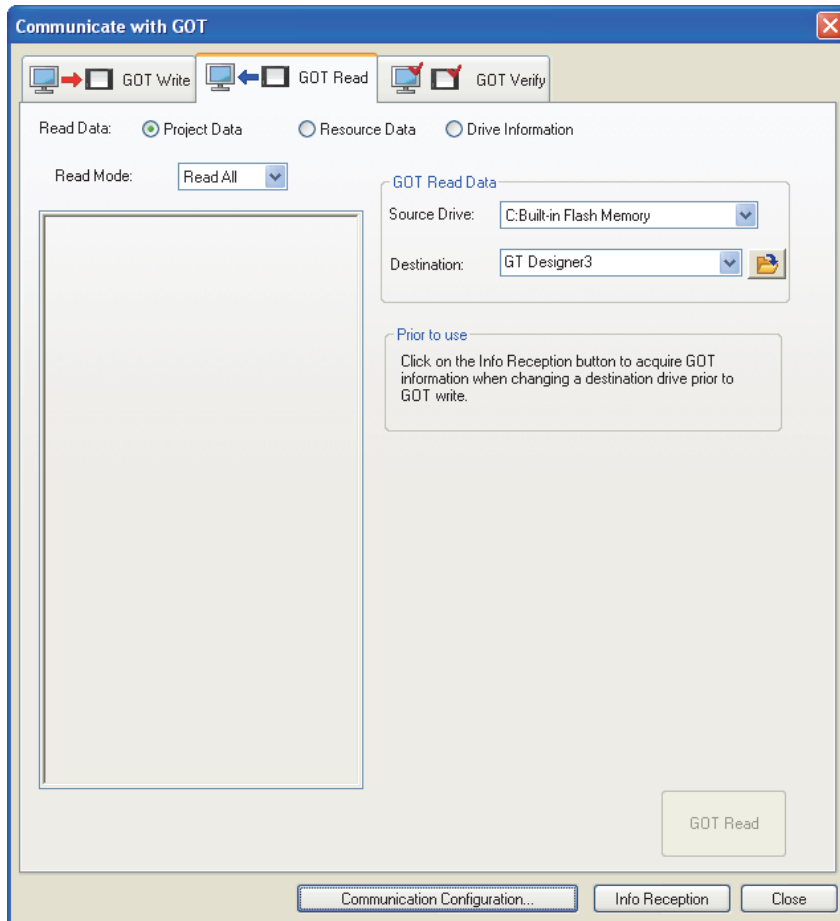 Communicate with GOT
GOT Write
GOT Read
GOT Verify
Read Data:
Project Data
Resource Data
Drive Information
Read Mode:
Read All
GOT Read Data
Source Drive:
C:Built-in Flash Memory
Destination:
GT Designer3
Prior to use
Click on the Info Reception button to acquire GOT
information when changing a destination drive prior to
GOT write.
GOT Read
Communication Configuration...
Info Reception
Close